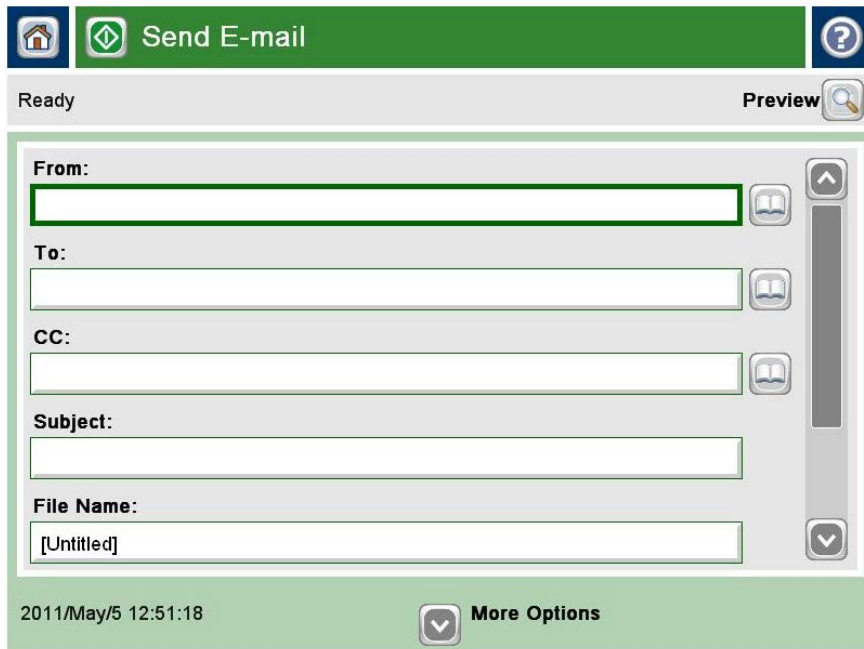 Send E-mail
?
Ready
Preview
From:
To:
CC:
Subject:
File Name:
[Untitled]
2011/May/5 12:51:18
More Options